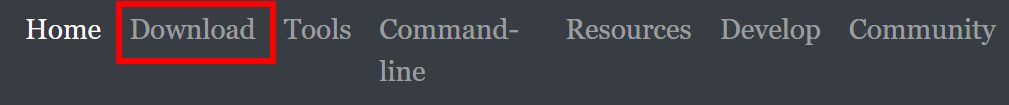 Home Download Tools Command- Resources Develop Community
line